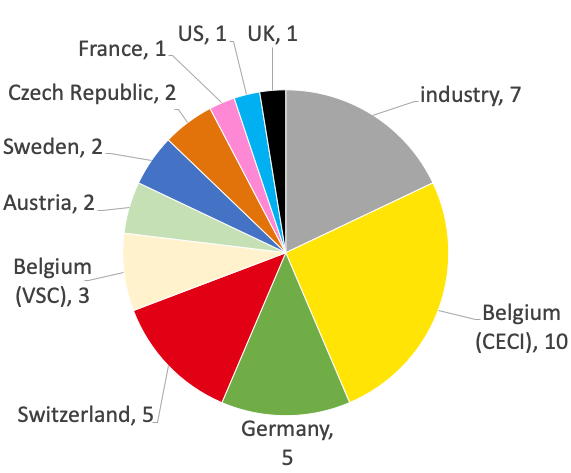 US, 1
UK, 1
France, 1
Czech Republic, 2
industry, 7
Sweden, 2
Austria, 2
Belgium
(VSC), 3
Belgium
(CECI), 10
Switzerland, 5
Germany,
5